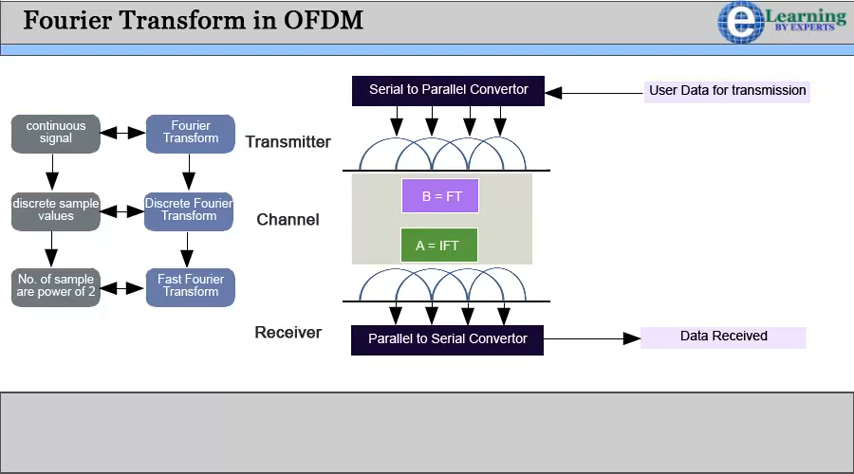 Fourier Transform in OFDM
e Learning
BY EXPERTS
Serial to Parallel Convertor
User Data for transmission
continuous
signal
Fourier
Transform
Transmitter
discrete sample
values
Discrete Fourier
Transform
B = FT
Channel
A = IFT
No. of sample
are power of 2
Fast Fourier
Transform
Receiver
Parallel to Serial Convertor
Data Received